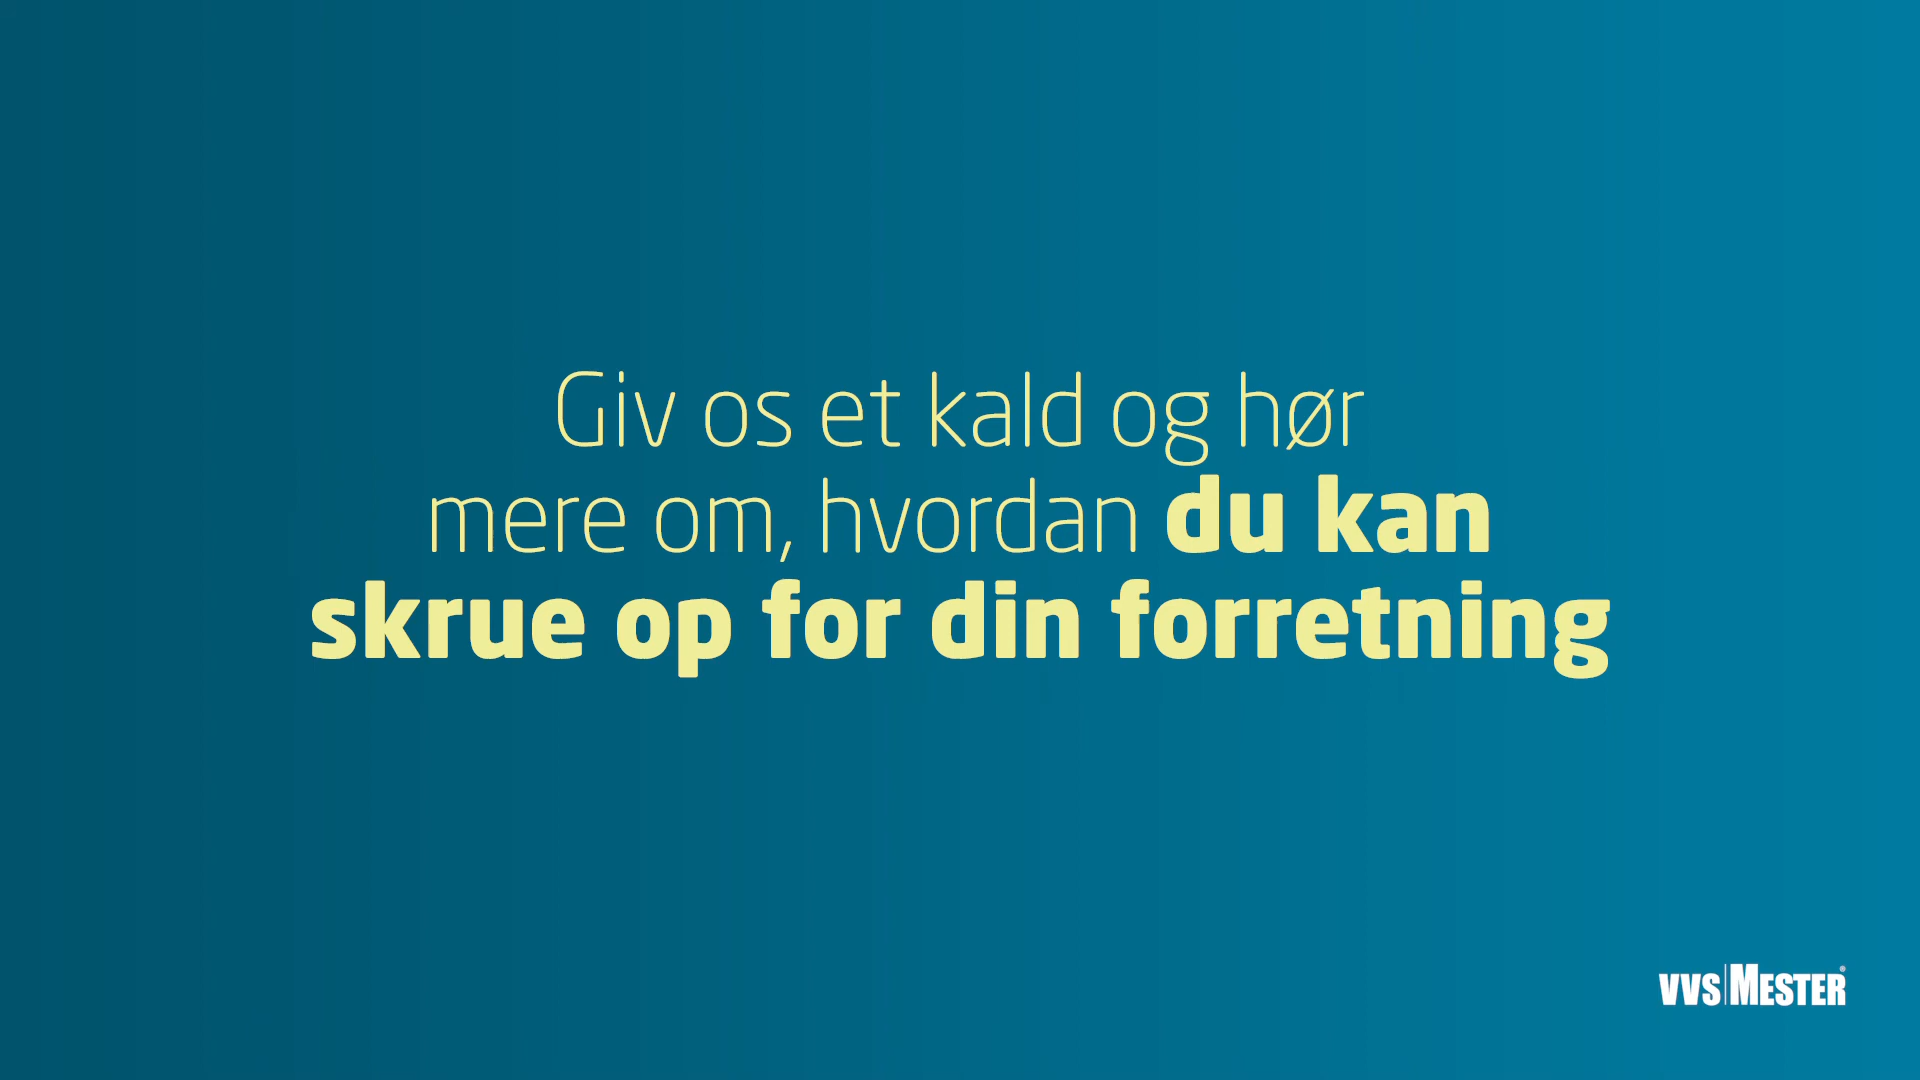 Giv os et kald og hør
mere om, hvordan du kan
skrue op for din forretning
VVS MESTER®